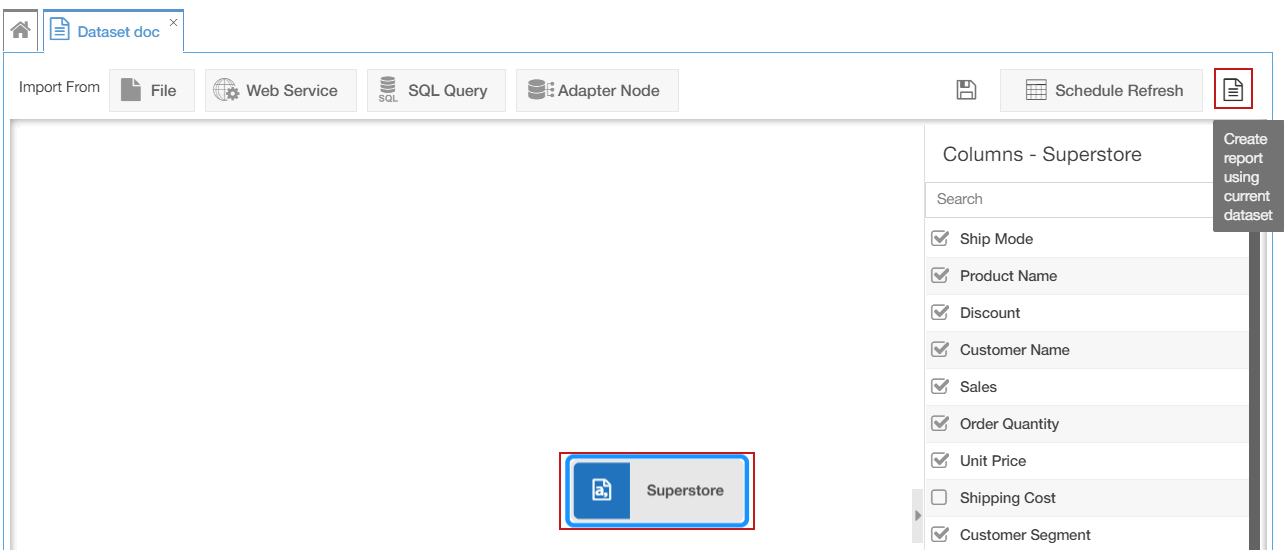 Dataset doc
Import From
File
Web Service
SQL
SQL Query
Adapter Node
Schedule Refresh
Create
report
using
current
dataset
Columns - Superstore
Search
Ship Mode
Product Name
Discount
Customer Name
Sales
Order Quantity
Unit Price
Shipping Cost
Customer Segment
a,
Superstore